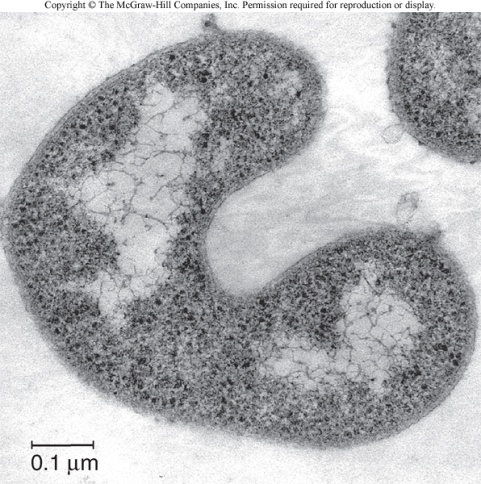 Copyright © The McGraw-Hill Companies, Inc. Permission required for reproduction or display.
0.1 µm